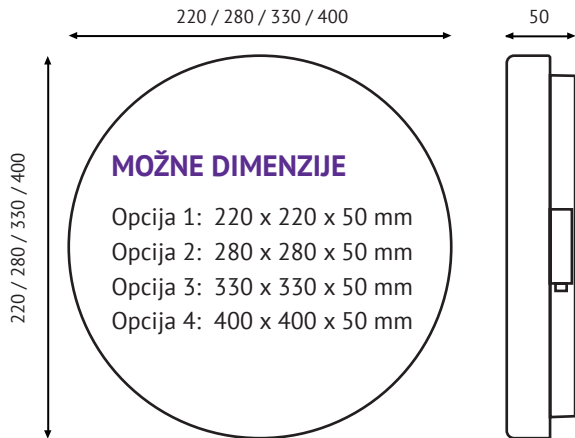 220 / 280 / 330 / 400
50
220 / 280 / 330 / 400
MOŽNE DIMENZIJE
Opcija 1: 220 x 220 x 50 mm
Opcija 2: 280 x 280 x 50 mm
Opcija 3: 330 x 330 x 50 mm
Opcija 4: 400 x 400 x 50 mm